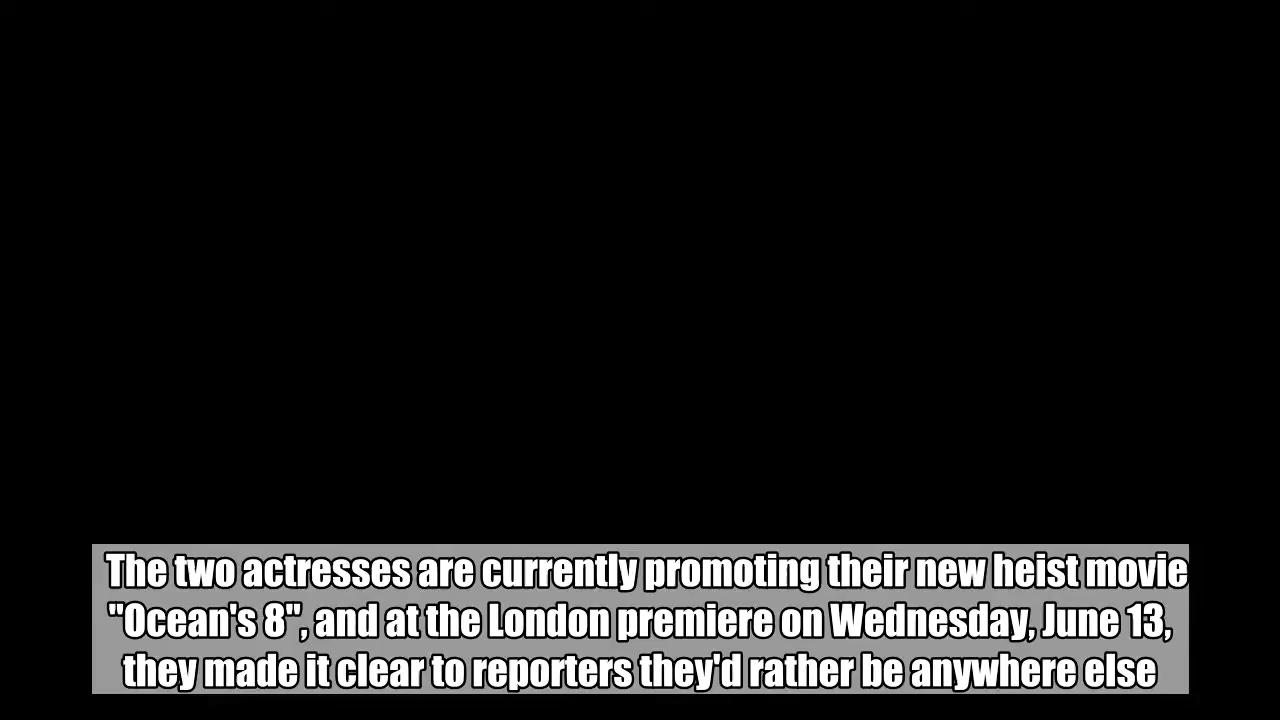 The two actresses are currently promoting their new heist movie
"Ocean's 8", and at the London premiere on Wednesday, June 13,
they made it clear to reporters they'd rather be anywhere else